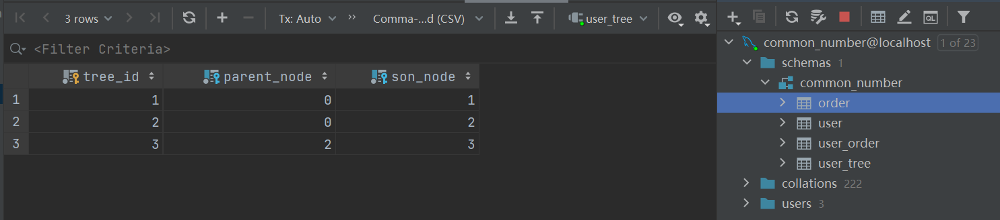 3 rows Tx: Auto Comma-...d (CSV) user_tree
<Filter Criteria>
tree_id parent_node son_node
1 1 0 1
2 2 0 2
3 3 2 3
common_number@localhost 1 of 23
schemas 1
common_number
order
user
user_order
user_tree
collations 222
users 3